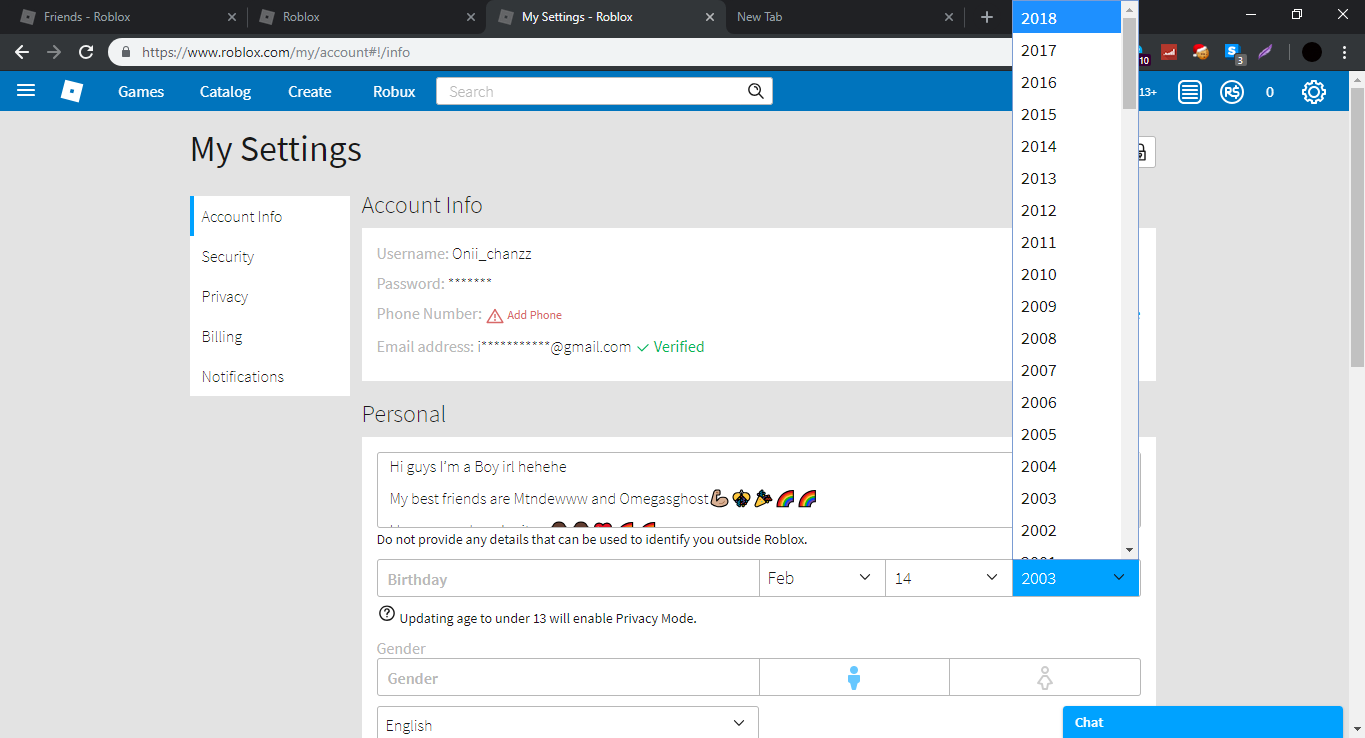 Friends - Roblox
Roblox
My Settings - Roblox
New Tab
https://www.roblox.com/my/account#!/info
10
3
Games
Catalog
Create
Robux
Search
13+
R$
0
My Settings
Account Info
Security
Privacy
Billing
Notifications
Account Info
Username: Onii_chanzz
Password: *******
Phone Number: Add Phone
Email address: i***********@gmail.com Verified
Personal
Hi guys I'm a Boy irl hehehe
My best friends are Mtndewww and Omegasghost💪🏼👑🎉🌈🌈
Do not provide any details that can be used to identify you outside Roblox.
Birthday
Feb
14
2003
2018
2017
2016
2015
2014
2013
2012
2011
2010
2009
2008
2007
2006
2005
2004
2003
2002
2001
Updating age to under 13 will enable Privacy Mode.
Gender
Gender
English
Chat